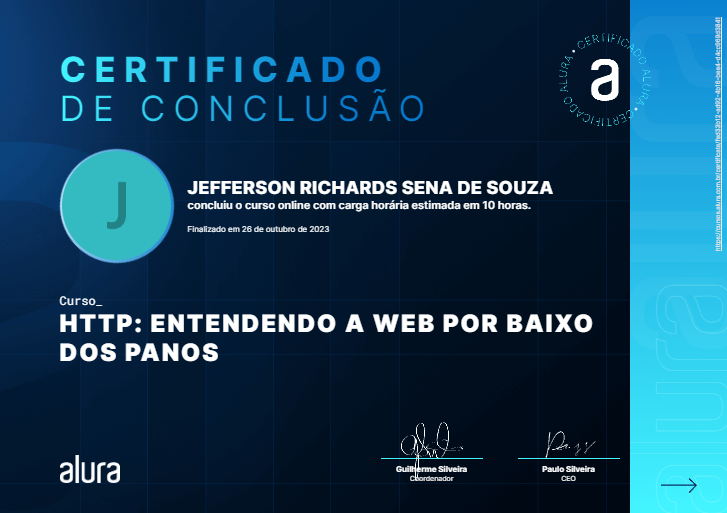 CERTIFICADO
DE CONCLUSÃO
CERTIFICADO ALURA • CERTIFICADO ALURA •
a
J
JEFFERSON RICHARDS SENA DE SOUZA
concluiu o curso online com carga horária estimada em 10 horas.
Finalizado em 26 de outubro de 2023
Curso_
HTTP: ENTENDENDO A WEB POR BAIXO
DOS PANOS
alura
Guilherme Silveira
Coordenador
Paulo Silveira
CEO
alura